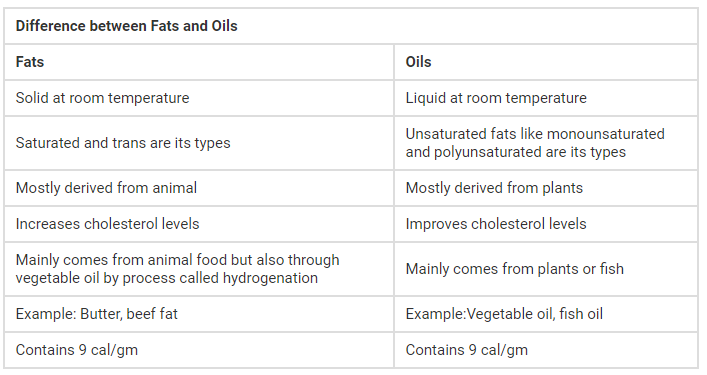 Difference between Fats and Oils
Fats
Oils
Solid at room temperature
Liquid at room temperature
Saturated and trans are its types
Unsaturated fats like monounsaturated
and polyunsaturated are its types
Mostly derived from animal
Mostly derived from plants
Increases cholesterol levels
Improves cholesterol levels
Mainly comes from animal food but also through
vegetable oil by process called hydrogenation
Mainly comes from plants or fish
Example: Butter, beef fat
Example:Vegetable oil, fish oil
Contains 9 cal/gm
Contains 9 cal/gm